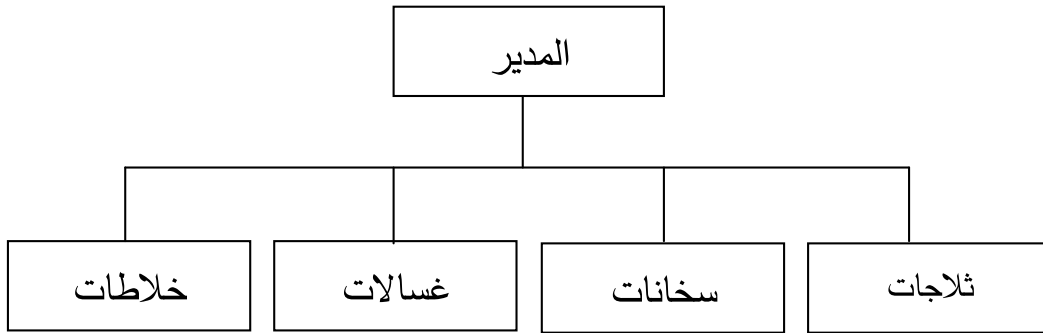 المدير
ثلاجات
سخانات
غسالات
خلاطات